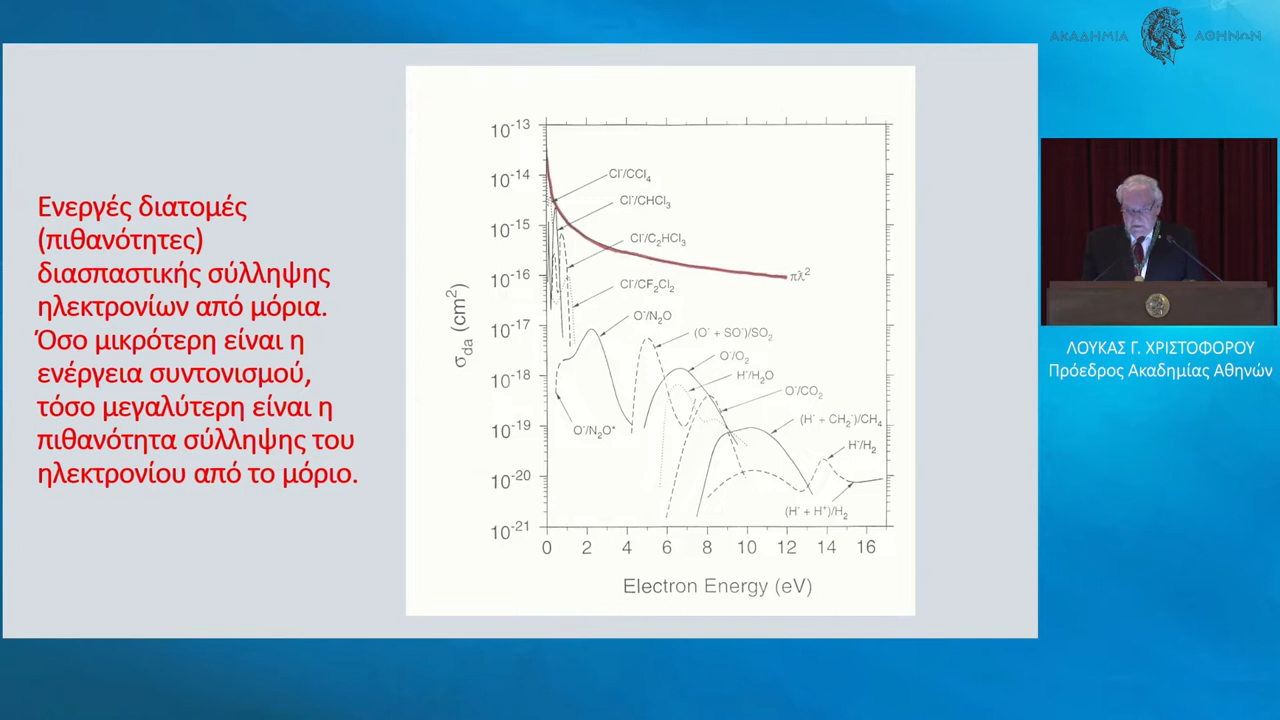 ΑΚΑΔΗΜΙΑ ΑΘΗΝΩΝ
Ενεργές διατομές
(πιθανότητες)
διασπαστικής σύλληψης
ηλεκτρονίων από μόρια.
Όσο μικρότερη είναι η
ενέργεια συντονισμού,
τόσο μεγαλύτερη είναι η
πιθανότητα σύλληψης του
ηλεκτρονίου από το μόριο.
σda (cm²)
10-13
10-14
10-15
10-16
10-17
10-18
10-19
10-20
10-21
Cl⁻/CCl₄
Cl⁻/CHCl₃
Cl⁻/C₂HCl₃
πƛ²
Cl⁻/CF₂Cl₂
O⁻/N₂O
(O⁻ + SO⁻)/SO₂
O⁻/O₂
H⁻/H₂O
O⁻/CO₂
(H⁻ + CH₂⁻)/CH₄
O⁻/N₂O*
H⁻/H₂
(H⁻ + H⁺)/H₂
0 2 4 6 8 10 12 14 16
Electron Energy (eV)
ΛΟΥΚΑΣ Γ. ΧΡΙΣΤΟΦΟΡΟΥ
Πρόεδρος Ακαδημίας Αθηνών